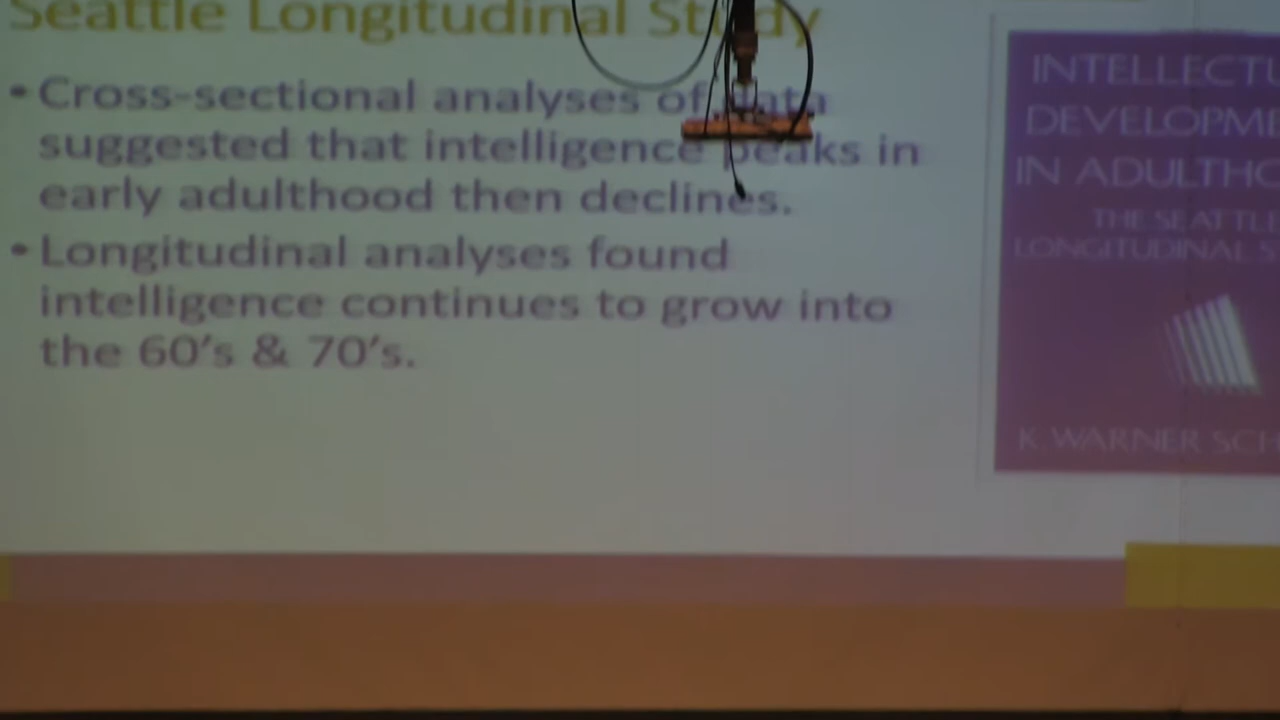 Seattle Longitudinal Study
• Cross-sectional analyses of data
suggested that intelligence peaks in
early adulthood then declines.
• Longitudinal analyses found
intelligence continues to grow into
the 60's & 70's.
INTELLECTU
DEVELOPME
IN ADULTHO
THE SEATTLE
LONGITUDINAL S
K. WARNER SCH